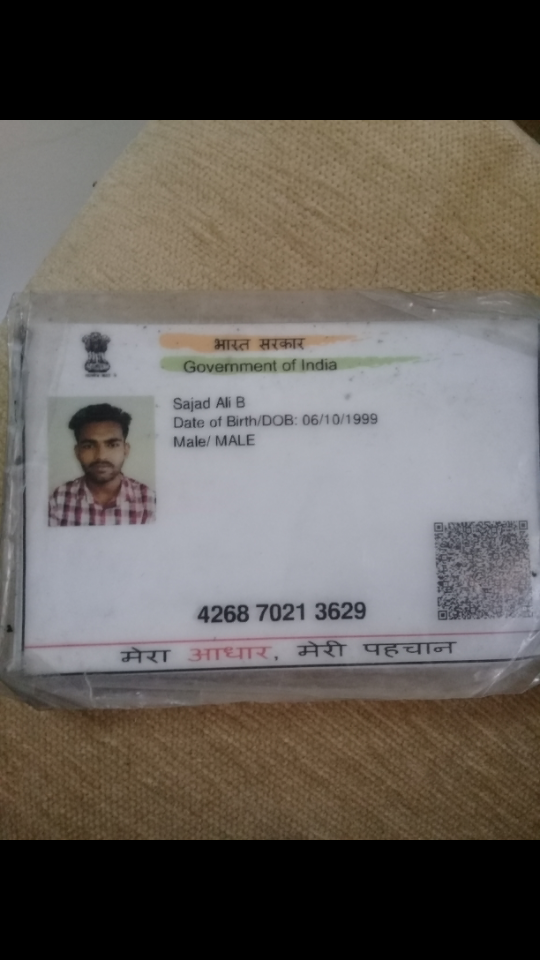 भारत सरकार
Government of India
Sajad Ali B
Date of Birth/DOB: 06/10/1999
Male/ MALE
4268 7021 3629
मेरा आधार, मेरी पहचान